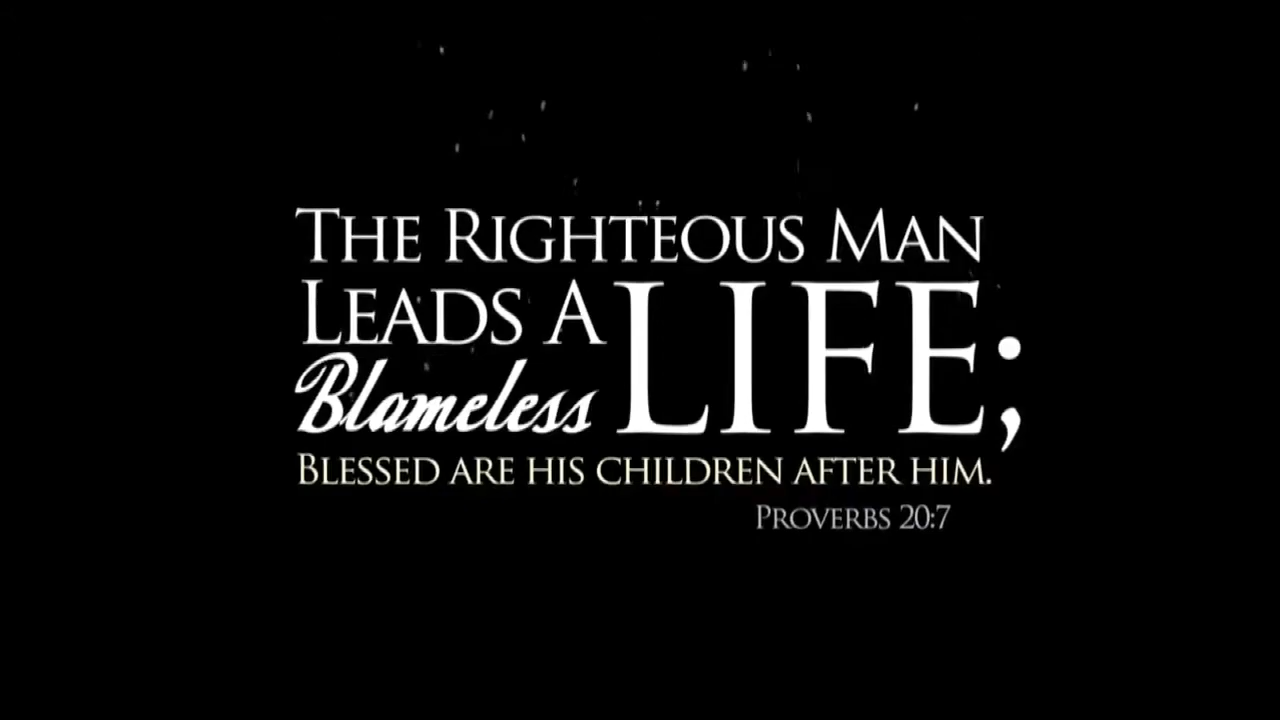 The Righteous Man
Leads A
Blameless LIFE;
Blessed are his children after him.
Proverbs 20:7